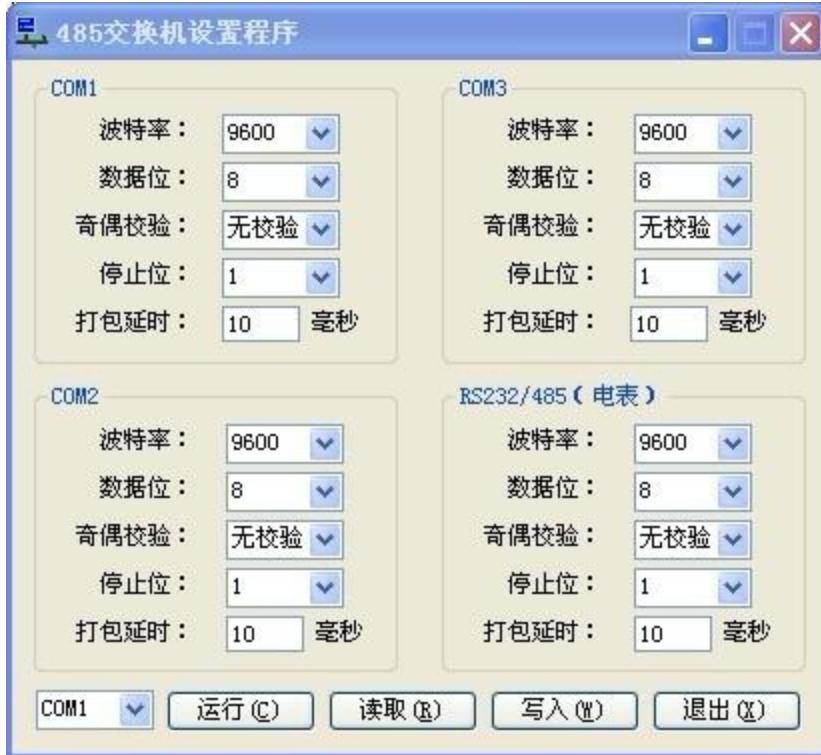 485交换机设置程序
COM1
波特率： 9600
数据位： 8
奇偶校验： 无校验
停止位： 1
打包延时： 10 毫秒
COM3
波特率： 9600
数据位： 8
奇偶校验： 无校验
停止位： 1
打包延时： 10 毫秒
COM2
波特率： 9600
数据位： 8
奇偶校验： 无校验
停止位： 1
打包延时： 10 毫秒
RS232/485（电表）
波特率： 9600
数据位： 8
奇偶校验： 无校验
停止位： 1
打包延时： 10 毫秒
COM1 运行(C) 读取(R) 写入(W) 退出(X)